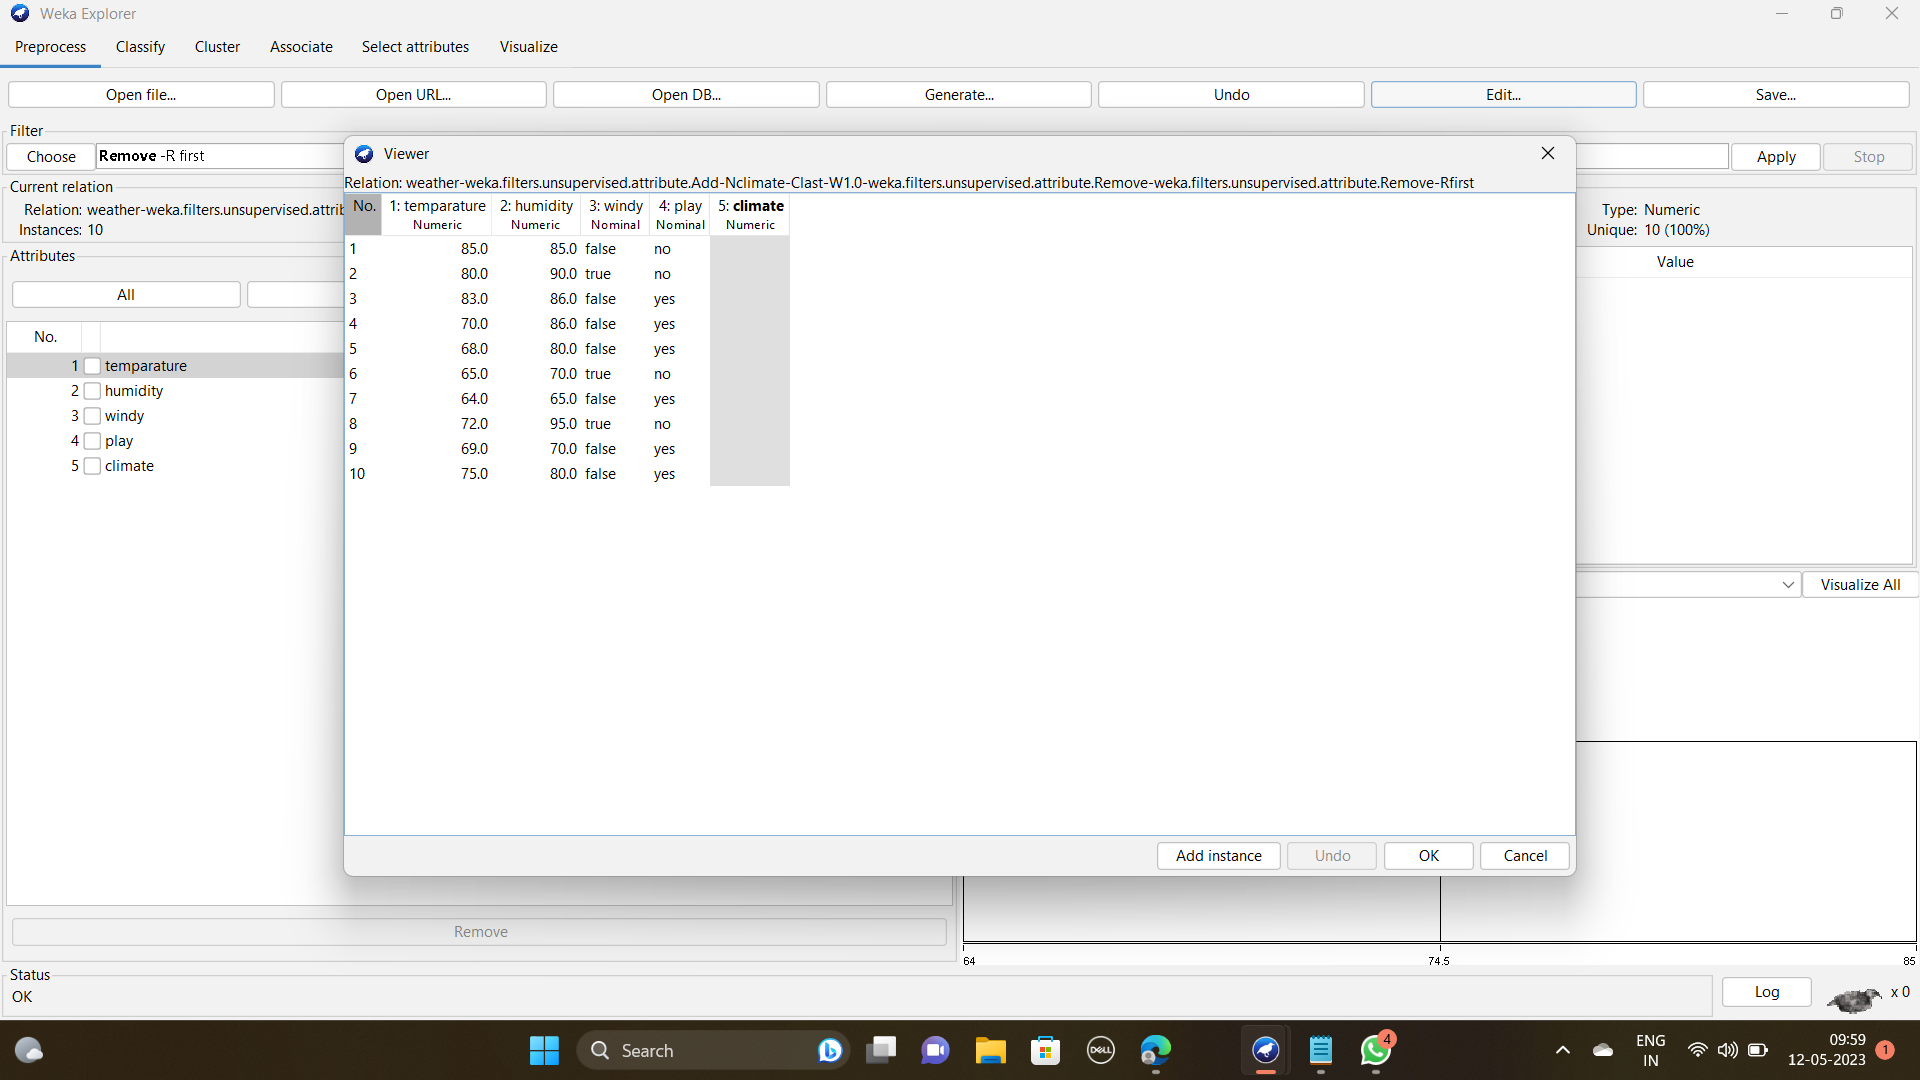 Weka Explorer
Preprocess Classify Cluster Associate Select attributes Visualize
Open file... Open URL... Open DB... Generate... Undo Edit... Save...
Filter
Choose Remove -R first Apply Stop
Viewer
Current relation
Relation: weather-weka.filters.unsupervised.attrib
Instances: 10
Type: Numeric
Unique: 10 (100%)
Relation: weather-weka.filters.unsupervised.attribute.Add-Nclimate-Clast-W1.0-weka.filters.unsupervised.attribute.Remove-weka.filters.unsupervised.attribute.Remove-Rfirst
No. 1: temparature 2: humidity 3: windy 4: play 5: climate
Numeric Numeric Nominal Nominal Numeric
1 85.0 85.0 false no
2 80.0 90.0 true no
3 83.0 86.0 false yes
4 70.0 86.0 false yes
5 68.0 80.0 false yes
6 65.0 70.0 true no
7 64.0 65.0 false yes
8 72.0 95.0 true no
9 69.0 70.0 false yes
10 75.0 80.0 false yes
Add instance Undo OK Cancel
Attributes
All
No.
1 temparature
2 humidity
3 windy
4 play
5 climate
Remove
Value
Visualize All
64 74.5 85
Status
OK
Log x 0
Search
DELL
4
ENG
IN
09:59
12-05-2023
1